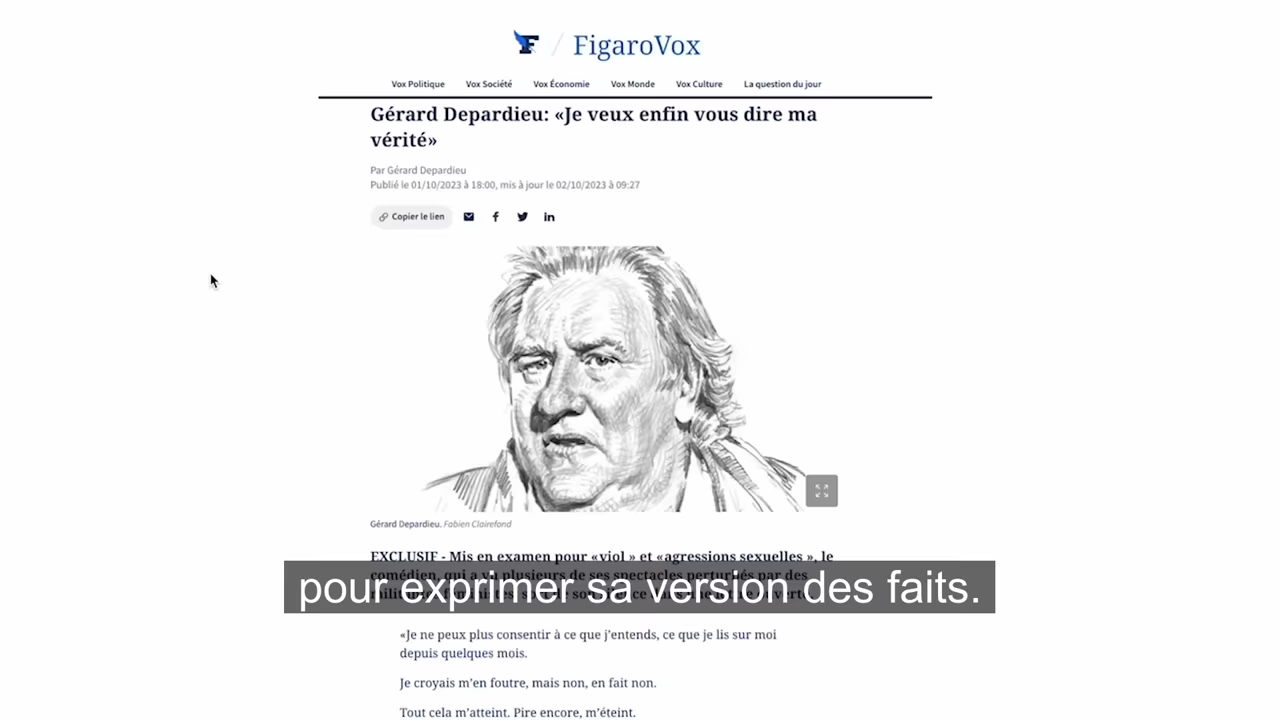 F / FigaroVox
Vox Politique Vox Société Vox Économie Vox Monde Vox Culture La question du jour
Gérard Depardieu: «Je veux enfin vous dire ma
vérité»
Par Gérard Depardieu
Publié le 01/10/2023 à 18:00, mis à jour le 02/10/2023 à 09:27
Copier le lien
Gérard Depardieu. Fabien Clairefond
EXCLUSIF - Mis en examen pour «viol » et «agressions sexuelles », le
comédien, qui a vu plusieurs de ses spectacles perturbés par des
pour exprimer sa version des faits.
«Je ne peux plus consentir à ce que j’entends, ce que je lis sur moi
depuis quelques mois.
Je croyais m’en foutre, mais non, en fait non.
Tout cela m’atteint. Pire encore, m’éteint.